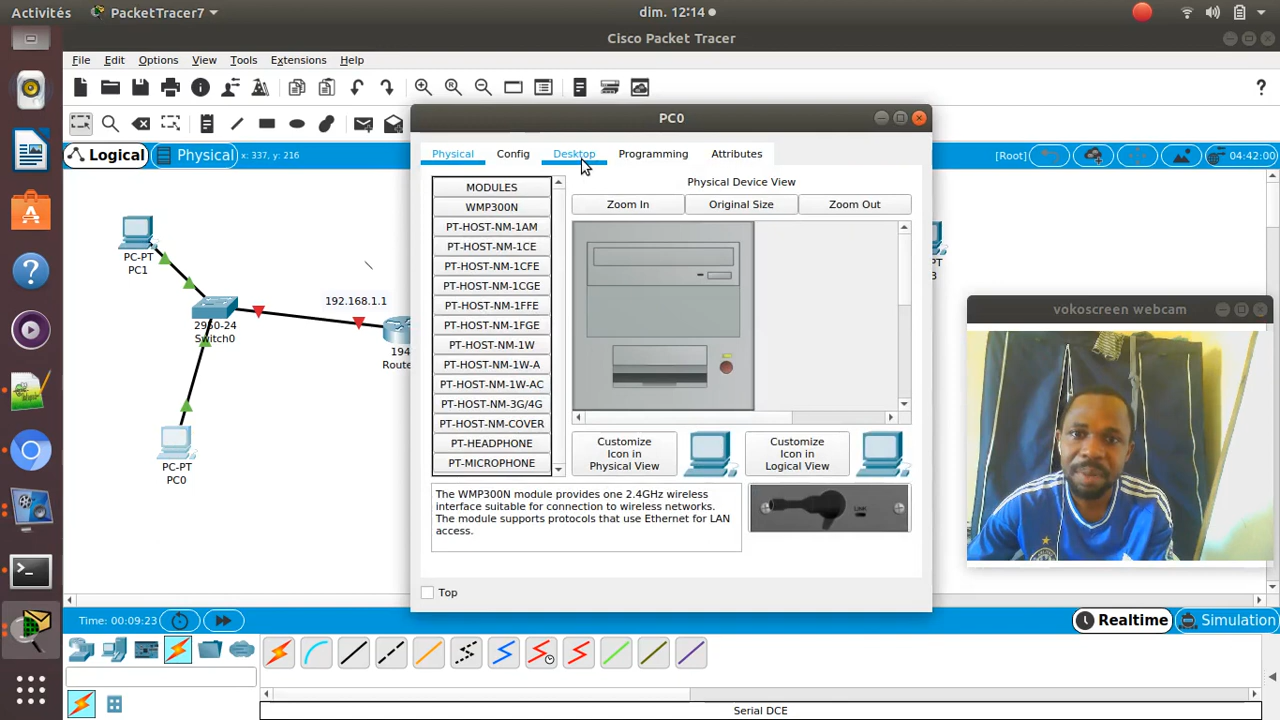 Activités
PacketTracer7
dim. 12:14
Cisco Packet Tracer
File Edit Options View Tools Extensions Help
?
Logical
Physical
x: 337, y: 216
[Root]
04:42:00
PC0
Physical Config Desktop Programming Attributes
MODULES
WMP300N
PT-HOST-NM-1AM
PT-HOST-NM-1CE
PT-HOST-NM-1CFE
PT-HOST-NM-1CGE
PT-HOST-NM-1FFE
PT-HOST-NM-1FGE
PT-HOST-NM-1W
PT-HOST-NM-1W-A
PT-HOST-NM-1W-AC
PT-HOST-NM-3G/4G
PT-HOST-NM-COVER
PT-HEADPHONE
PT-MICROPHONE
Physical Device View
Zoom In
Original Size
Zoom Out
Customize
Icon in
Physical View
Customize
Icon in
Logical View
The WMP300N module provides one 2.4GHz wireless
interface suitable for connection to wireless networks.
The module supports protocols that use Ethernet for LAN
access.
LINK
Top
PC-PT
PC1
2950-24
Switch0
192.168.1.1
194
Route
PC-PT
PC0
PT
3
vokoscreen webcam
Time: 00:09:23
Realtime
Simulation
Serial DCE